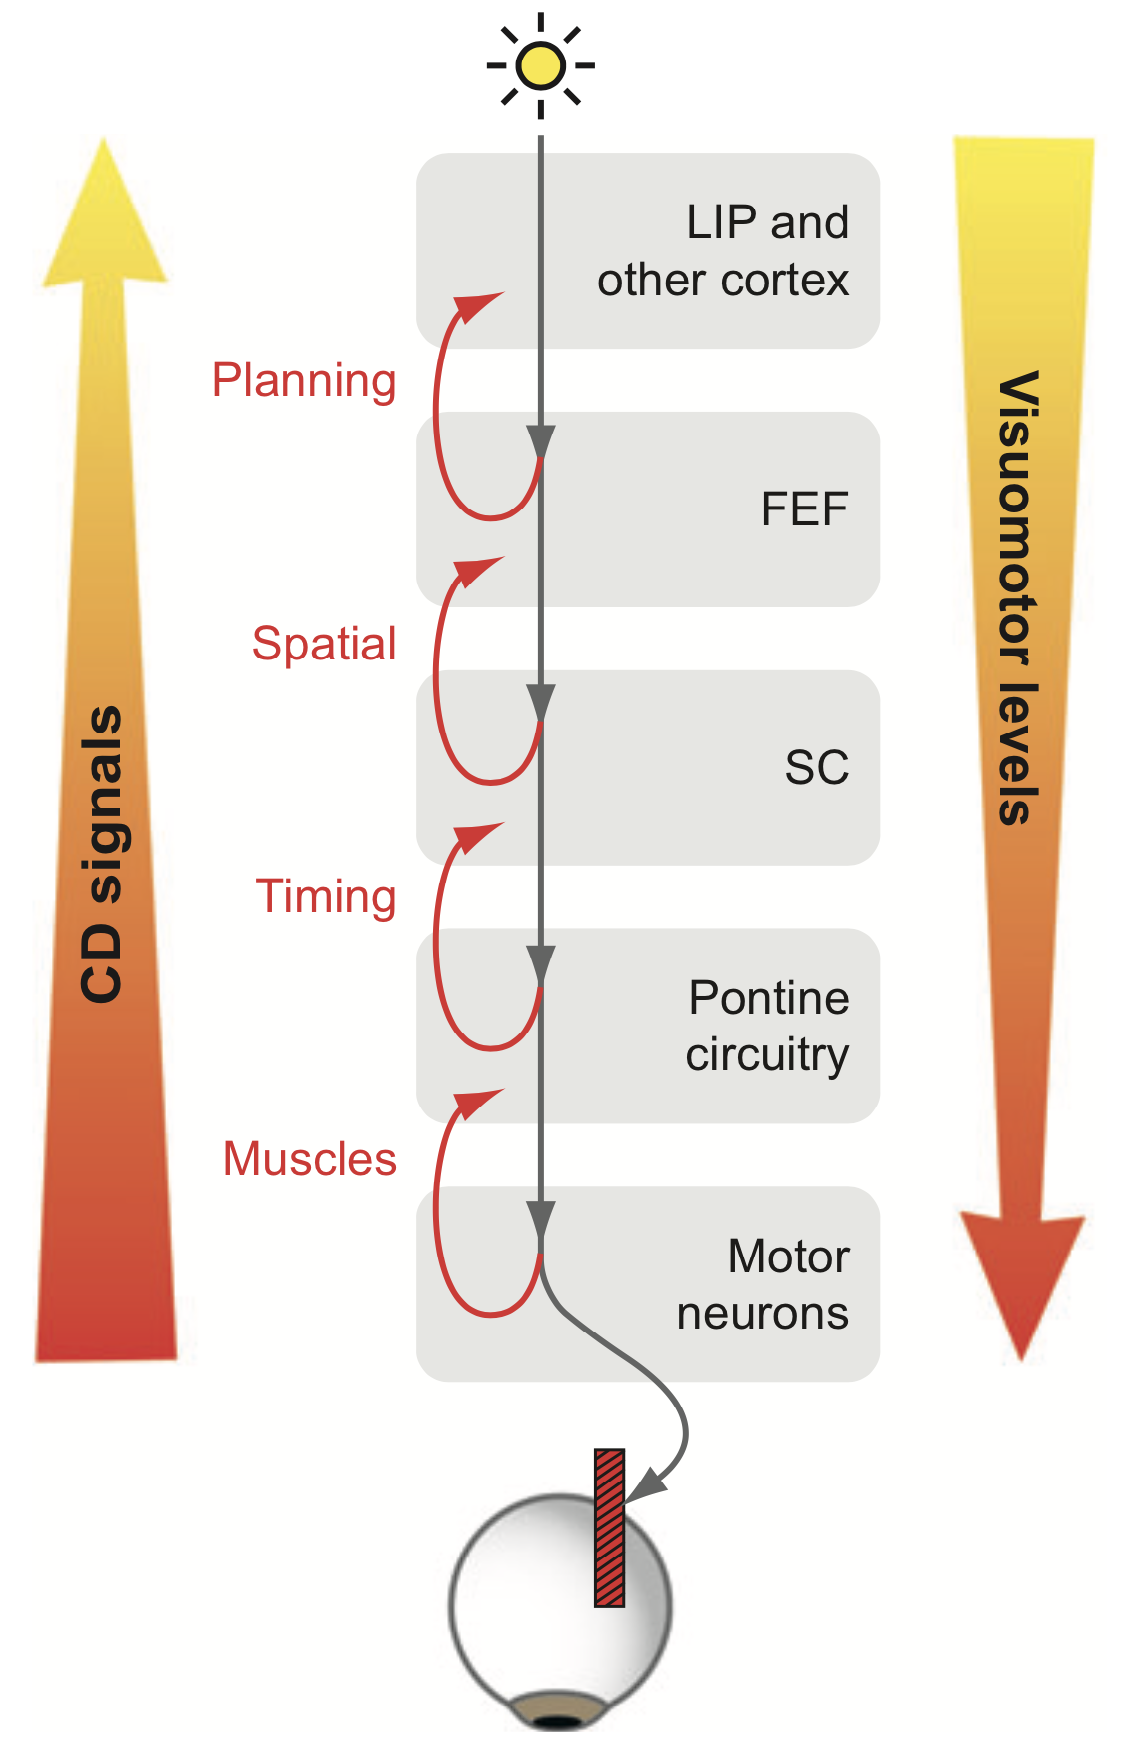 LIP and
other cortex
Planning
FEF
Spatial
SC
Timing
Pontine
circuitry
Muscles
Motor
neurons
CD signals
Visuomotor levels